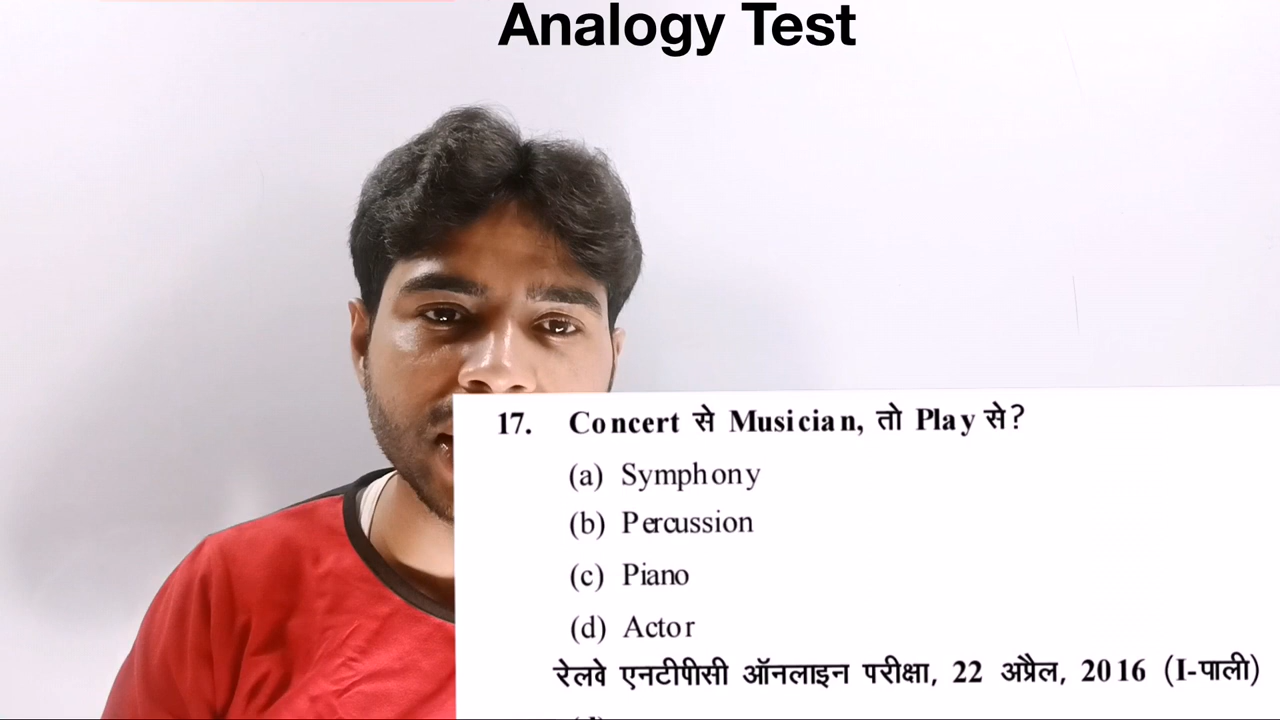 Analogy Test
17. Concert से Musician, तो Play से?
(a) Symphony
(b) Percussion
(c) Piano
(d) Actor
रेलवे एनटीपीसी ऑनलाइन परीक्षा, 22 अप्रैल, 2016 (I-पाली)